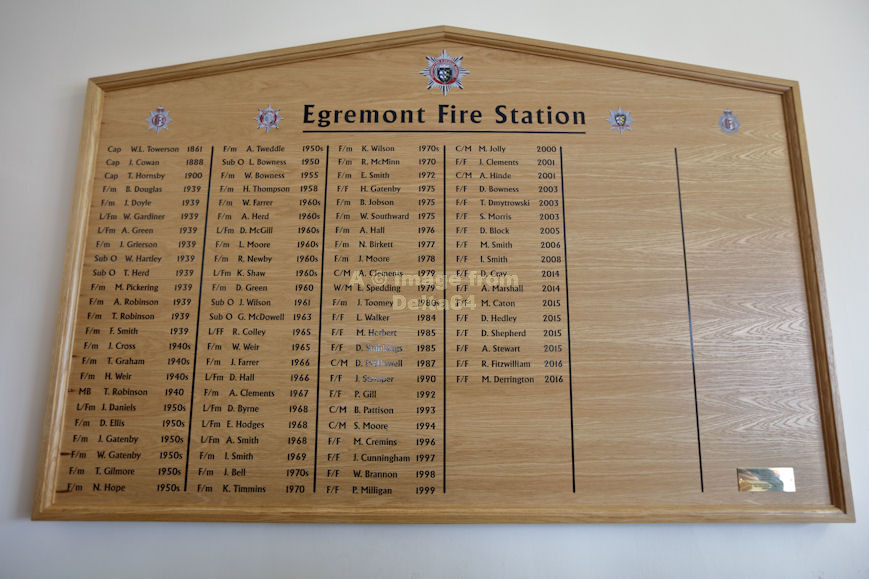 Egremont Fire Station
Cap W.L. Towerson 1861
Cap J. Cowan 1888
Cap T. Hornsby 1900
F/m B. Douglas 1939
F/m J. Doyle 1939
L/Fm W. Gardiner 1939
L/Fm A. Green 1939
F/m J. Grierson 1939
Sub O W. Hartley 1939
Sub O T. Herd 1939
F/m M. Pickering 1939
F/m A. Robinson 1939
F/m T. Robinson 1939
F/m F. Smith 1939
F/m J. Cross 1940s
F/m T. Graham 1940s
F/m H. Weir 1940s
MB T. Robinson 1940
L/Fm J. Daniels 1950s
F/m D. Ellis 1950s
F/m J. Gatenby 1950s
F/m W. Gatenby 1950s
F/m T. Gilmore 1950s
F/m N. Hope 1950s
F/m A. Tweddle 1950s
Sub O L. Bowness 1950
F/m W. Bowness 1955
F/m H. Thompson 1958
F/m W. Farrer 1960s
F/m A. Herd 1960s
L/Fm D. McGill 1960s
F/m L. Moore 1960s
F/m R. Newby 1960s
L/Fm K. Shaw 1960s
F/m D. Green 1960
Sub O J. Wilson 1961
Sub O G. McDowell 1963
L/FF R. Colley 1965
F/m W. Weir 1965
F/m J. Farrer 1966
L/Fm D. Hall 1966
F/m A. Clements 1967
L/Fm D. Byrne 1968
L/Fm E. Hodges 1968
L/Fm A. Smith 1968
F/m I. Smith 1969
F/m J. Bell 1970s
F/m K. Timmins 1970
F/m K. Wilson 1970s
F/m R. McMinn 1970
F/m E. Smith 1972
F/F H. Gatenby 1975
F/m B. Jobson 1975
F/m W. Southward 1975
F/m A. Hall 1976
F/m N. Birkett 1977
F/m J. Moore 1978
C/M A. Clemens 1979
W/M L. Spedding 1979
F/m J. Toomey 1980s
F/F L. Walker 1984
F/F M. Herbert 1985
F/F D. 1985
C/M D. 1987
F/F J. 1990
F/F P. Gill 1992
C/M B. Pattison 1993
C/M S. Moore 1994
F/F M. Cremins 1996
F/F J. Cunningham 1997
F/F W. Brannon 1998
F/F P. Milligan 1999
C/M M. Jolly 2000
F/F J. Clements 2001
C/M A. Hinde 2001
F/F D. Bowness 2003
F/F T. Dmytrowski 2003
F/F S. Morris 2003
F/F D. Block 2005
F/F M. Smith 2006
F/F I. Smith 2008
F/F D. Cray 2014
F/F A. Marshall 2014
F/F M. Caton 2015
F/F D. Hedley 2015
F/F D. Shepherd 2015
F/F A. Stewart 2015
F/F R. Fitzwilliam 2016
F/F M. Derrington 2016
A © Image from
Delta64